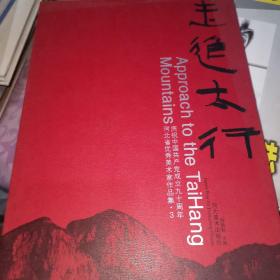 走进太行
Approach to the TaiHang
Mountains
庆祝中国共产党成立九十周年
河北省优秀美术家作品集·3